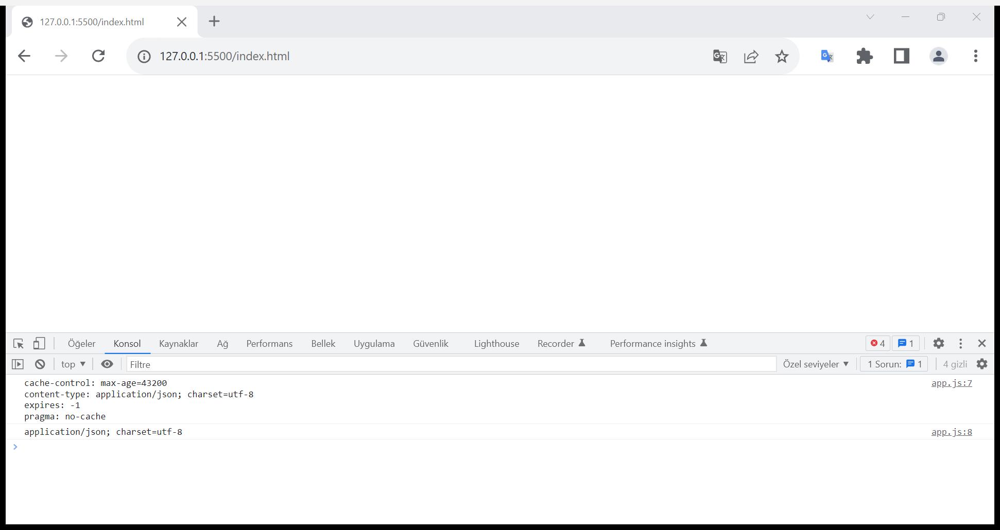 127.0.0.1:5500/index.html
127.0.0.1:5500/index.html
Öğeler Konsol Kaynaklar Ağ Performans Bellek Uygulama Güvenlik Lighthouse Recorder Performance insights 4 1
top Filtre Özel seviyeler 1 Sorun: 1 4 gizli
cache-control: max-age=43200 app.js:7
content-type: application/json; charset=utf-8
expires: -1
pragma: no-cache
application/json; charset=utf-8 app.js:8